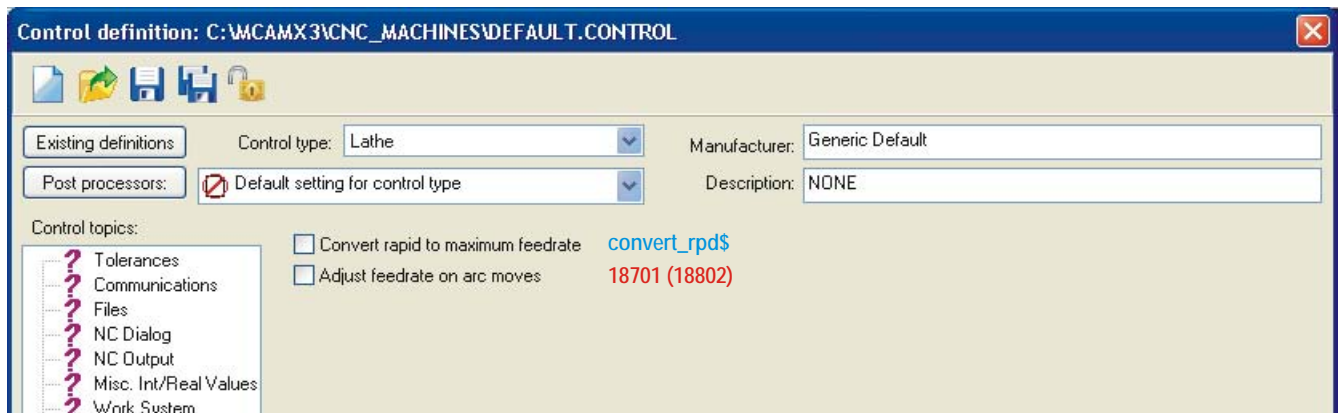 Control definition: C:\MCAMX3\CNC_MACHINES\DEFAULT.CONTROL
Existing definitions
Control type:
Lathe
Manufacturer:
Generic Default
Post processors:
Default setting for control type
Description:
NONE
Control topics:
Convert rapid to maximum feedrate
convert_rpd$
Adjust feedrate on arc moves
18701 (18802)
Tolerances
Communications
Files
NC Dialog
NC Output
Misc. Int/Real Values
Work System